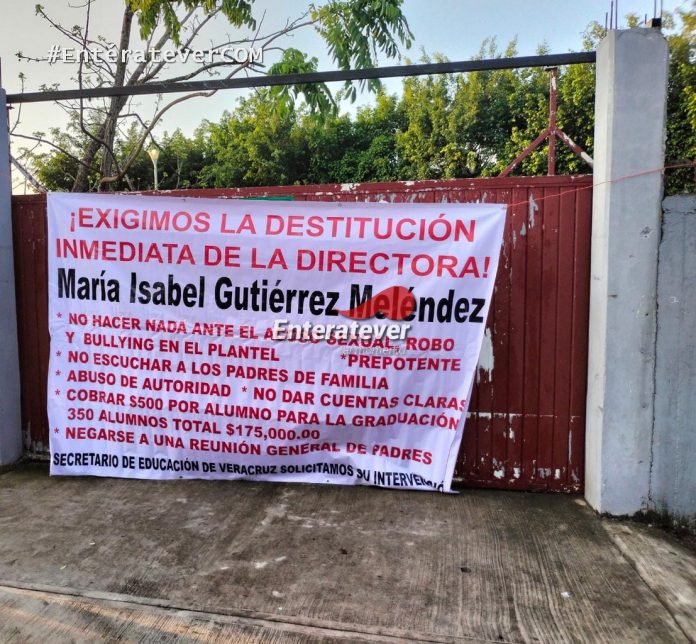 #EntérateverCOM
¡EXIGIMOS LA DESTITUCIÓN
INMEDIATA DE LA DIRECTORA!
María Isabel Gutiérrez Meléndez
* NO HACER NADA ANTE EL SEXUAL, ROBO
Y BULLYING EN EL PLANTEL *PREPOTENTE
* NO ESCUCHAR A LOS PADRES DE FAMILIA
* ABUSO DE AUTORIDAD * NO DAR CUENTAS CLARAS
* COBRAR $500 POR ALUMNO PARA LA GRADUACIÓN
350 ALUMNOS TOTAL $175,000.00
* NEGARSE A UNA REUNIÓN GENERAL DE PADRES
SECRETARIO DE EDUCACIÓN DE VERACRUZ SOLICITAMOS SU INTERVENCIÓ
Enteratever